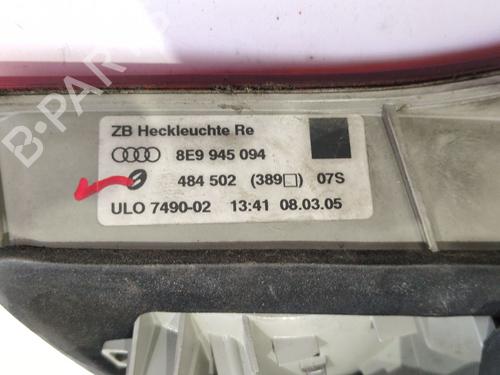 B-PARTS
ZB Heckleuchte Re
8E9 945 094
484 502 (389□) 07S
ULO 7490-02 13:41 08.03.05